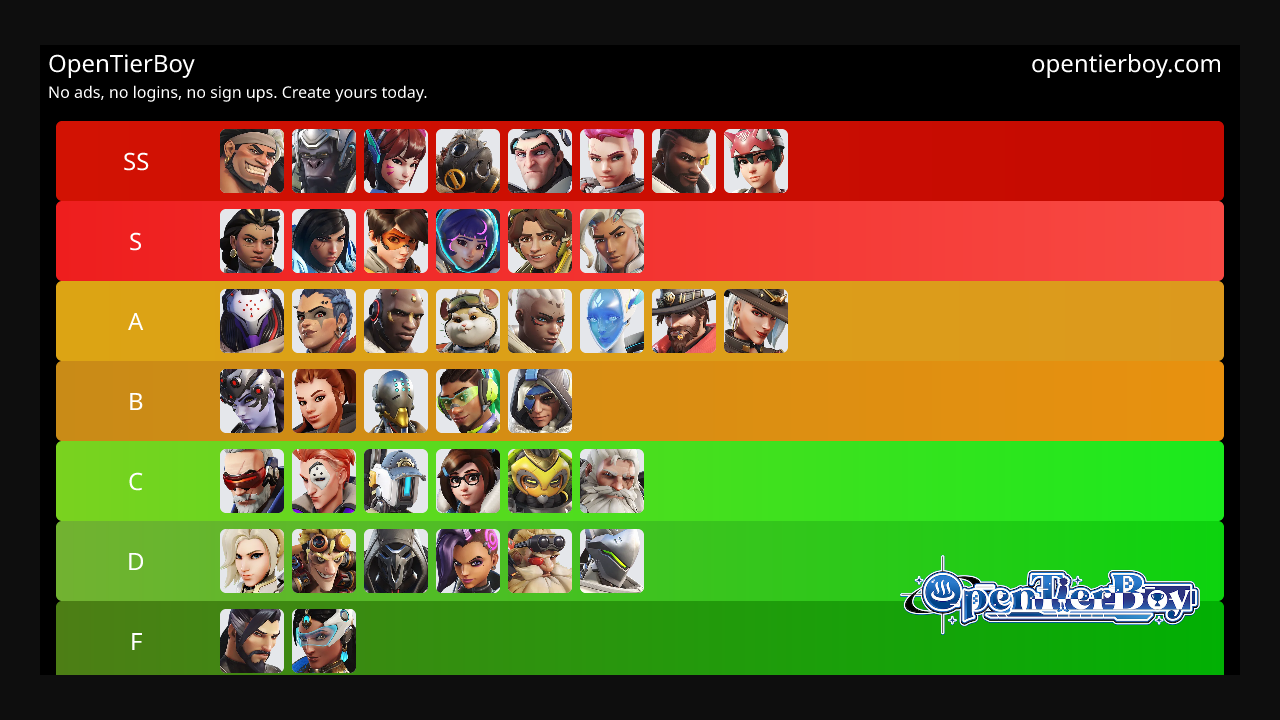 OpenTierBoy
opentierboy.com
No ads, no logins, no sign ups. Create yours today.
SS
S
A
B
C
D
OpenTierBoy
F